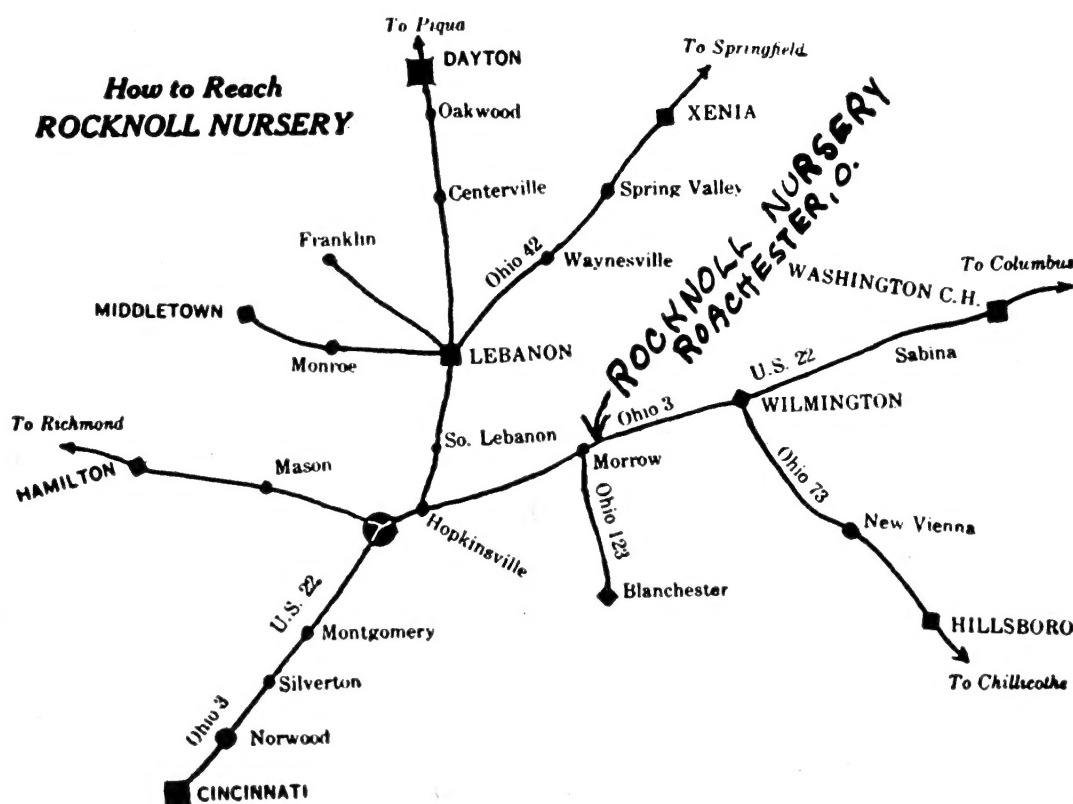 How to Reach
ROCKNOLL NURSERY
To Piqua
DAYTON
Oakwood
Centerville
To Springfield
XENIA
Spring Valley
Ohio 42
Waynesville
Franklin
MIDDLETOWN
Monroe
LEBANON
ROCKNOLL NURSERY
ROACHESTER, O.
To Columbus
WASHINGTON C.H.
Sabina
U.S. 22
WILMINGTON
Ohio 3
So. Lebanon
Morrow
To Richmond
HAMILTON
Mason
Hopkinsville
Ohio 123
Blanchester
Ohio 73
New Vienna
HILLSBORO
To Chillicothe
U.S. 22
Montgomery
Silverton
Ohio 3
Norwood
CINCINNATI